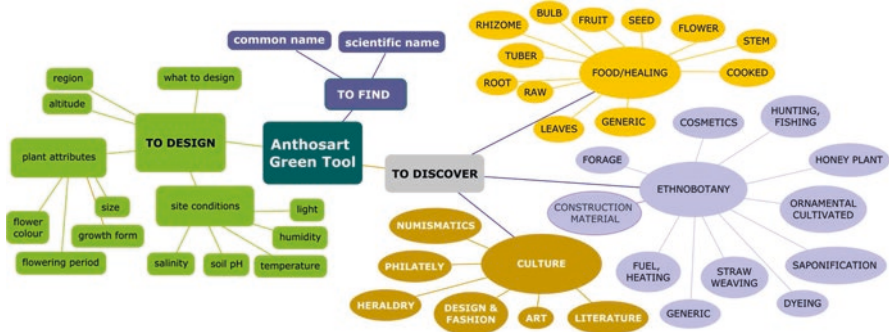 common name
scientific name
TO FIND
region
altitude
what to design
TO DESIGN
plant attributes
size
flower
colour
growth form
flowering period
site conditions
light
humidity
salinity
soil pH
temperature
Anthosart
Green Tool
TO DISCOVER
RHIZOME
BULB
FRUIT
SEED
FLOWER
STEM
TUBER
FOOD/HEALING
COOKED
ROOT
RAW
LEAVES
GENERIC
COSMETICS
HUNTING,
FISHING
FORAGE
HONEY PLANT
ETHNOBOTANY
CONSTRUCTION
MATERIAL
ORNAMENTAL
CULTIVATED
FUEL,
HEATING
STRAW
WEAVING
SAPONIFICATION
GENERIC
DYEING
NUMISMATICS
PHILATELY
CULTURE
HERALDRY
DESIGN &
FASHION
ART
LITERATURE